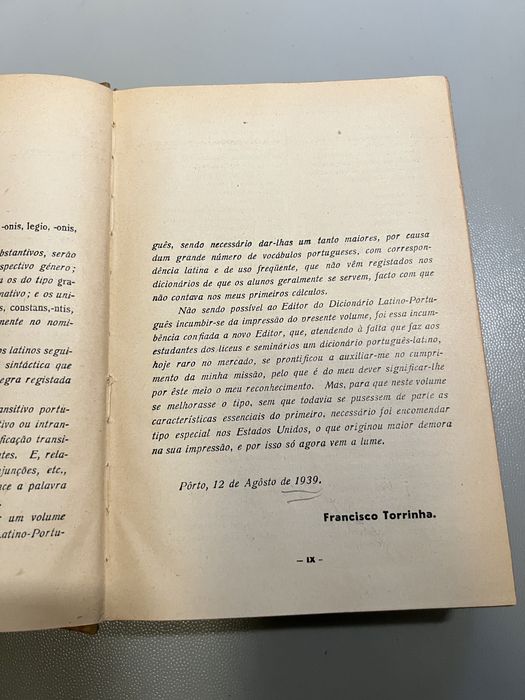 -onis, legio, -onis,
bstantivos, serão
spectivo género;
a os do tipo gra-
nativo; e os uni-
s, constans,-ntis,
mente no nomi-
os latinos segui-
sintáctica que
egra registada
ansitivo portu-
tivo ou intran-
ificação transi-
ntes. E, rela-
njunções, etc.,
nce a palavra
r um volume
Latino-Portu-
guês, sendo necessário dar-lhas um tanto maiores, por causa
dum grande número de vocábulos portugueses, com correspon-
dência latina e de uso freqüente, que não vêm registados nos
dicionários de que os alunos geralmente se servem, facto com que
não contava nos meus primeiros cálculos.
Não sendo possível ao Editor do Dicionário Latino-Portu-
guês incumbir-se da impressão do presente volume, foi essa incum-
bência confiada a novo Editor, que, atendendo à falta que faz aos
estudantes dos liceus e seminários um dicionário português-latino,
hoje raro no mercado, se prontificou a auxiliar-me no cumpri-
mento da minha missão, pelo que é do meu dever significar-lhe
por êste meio o meu reconhecimento. Mas, para que neste volume
se melhorasse o tipo, sem que todavia se pusessem de parte as
características essenciais do primeiro, necessário foi encomendar
tipo especial nos Estados Unidos, o que originou maior demora
na sua impressão, e por isso só agora vem a lume.
Pôrto, 12 de Agôsto de 1939.
Francisco Torrinha.
— IX —